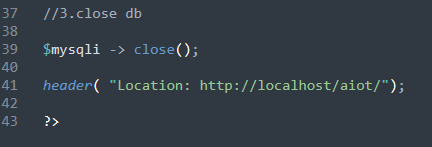 37 //3.close db
38
39 $mysqli -> close();
40
41 header( "Location: http://localhost/aiot/");
42
43 ?>